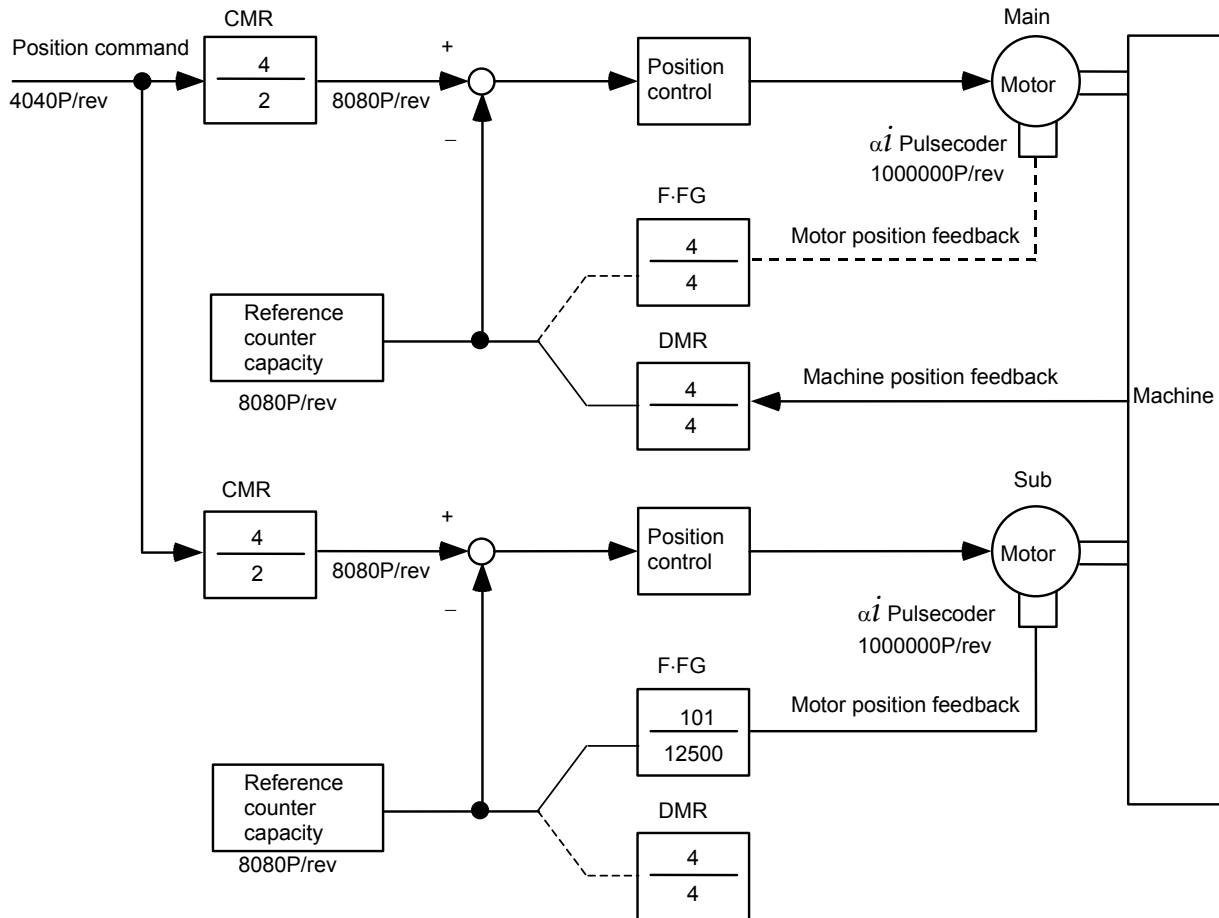 CMR
Main
Position command
4
2
4040P/rev
8080P/rev
+
−
Position
control
Motor
αi Pulsecoder
1000000P/rev
F·FG
4
4
Motor position feedback
Reference
counter
capacity
8080P/rev
DMR
4
4
Machine position feedback
Machine
CMR
4
2
8080P/rev
+
−
Position
control
Sub
Motor
αi Pulsecoder
1000000P/rev
F·FG
101
12500
Motor position feedback
Reference
counter
capacity
8080P/rev
DMR
4
4